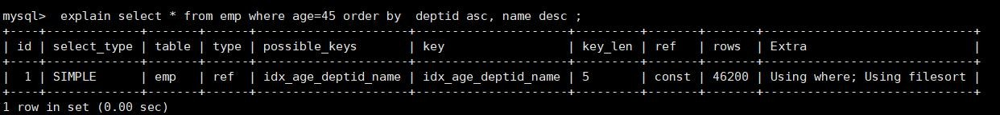 mysql>  explain select * from emp where age=45 order by  deptid asc, name desc ;
+----+-------------+-------+------+---------------------+---------------------+---------+-------+-------+-----------------------------+
| id | select_type | table | type | possible_keys       | key                 | key_len | ref   | rows  | Extra                       |
+----+-------------+-------+------+---------------------+---------------------+---------+-------+-------+-----------------------------+
|  1 | SIMPLE      | emp   | ref  | idx_age_deptid_name | idx_age_deptid_name | 5       | const | 46200 | Using where; Using filesort |
+----+-------------+-------+------+---------------------+---------------------+---------+-------+-------+-----------------------------+
1 row in set (0.00 sec)